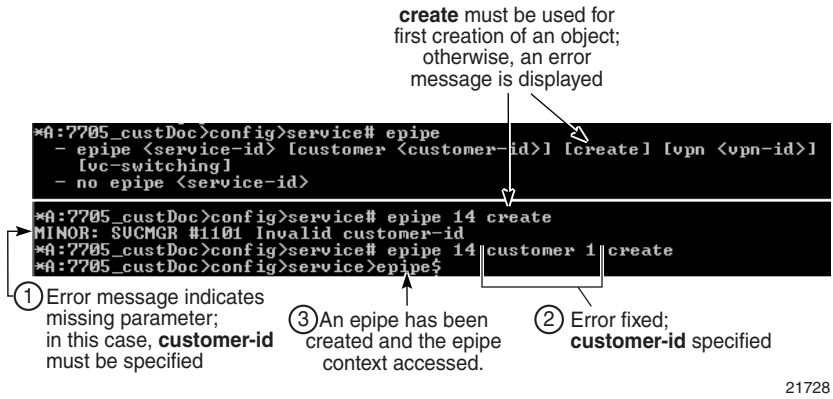 create must be used for
first creation of an object;
otherwise, an error
message is displayed
*A:7705_custDoc>config>service# epipe
- epipe <service-id> [customer <customer-id>] [create] [vpn <vpn-id>]
[vc-switching]
- no epipe <service-id>
*A:7705_custDoc>config>service# epipe 14 create
MINOR: SVCMGR #1101 Invalid customer-id
*A:7705_custDoc>config>service# epipe 14 customer 1 create
*A:7705_custDoc>config>service>epipe$
1 Error message indicates
missing parameter;
in this case, customer-id
must be specified
3 An epipe has been
created and the epipe
context accessed.
2 Error fixed;
customer-id specified
21728